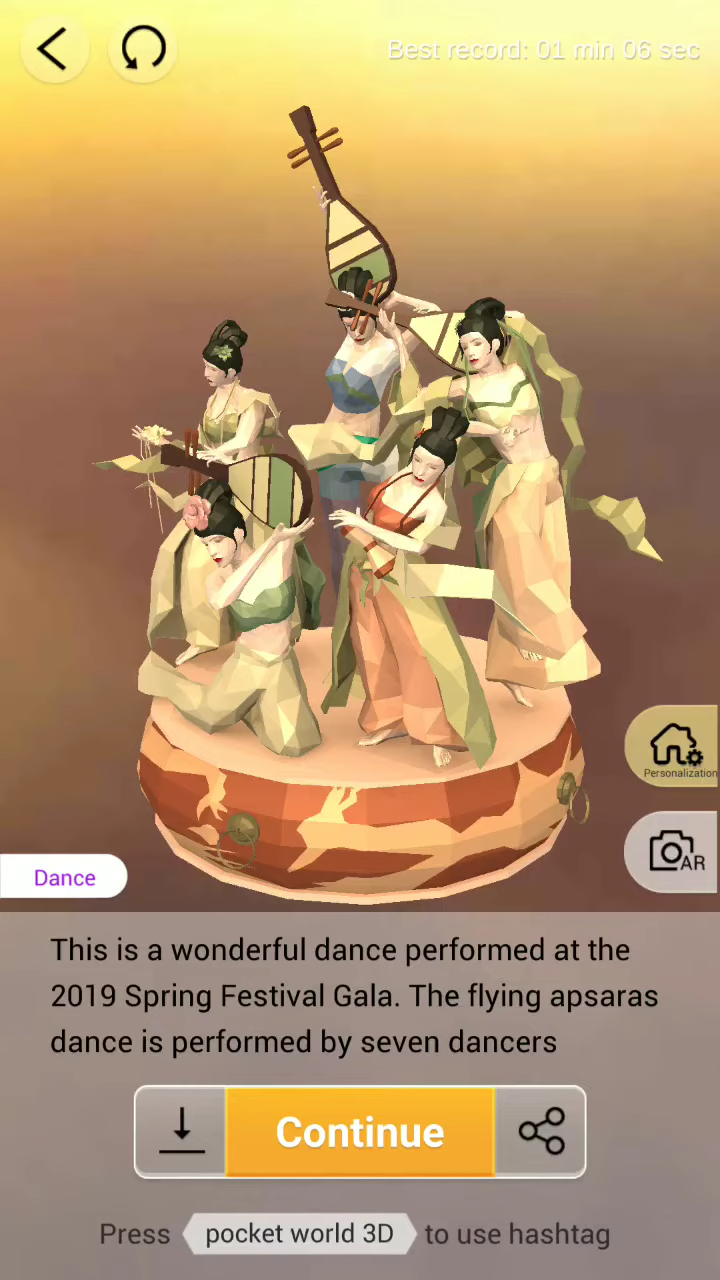 Best record: 01 min 06 sec
Personalization
AR
Dance
This is a wonderful dance performed at the
2019 Spring Festival Gala. The flying apsaras
dance is performed by seven dancers
Continue
Press pocket world 3D to use hashtag